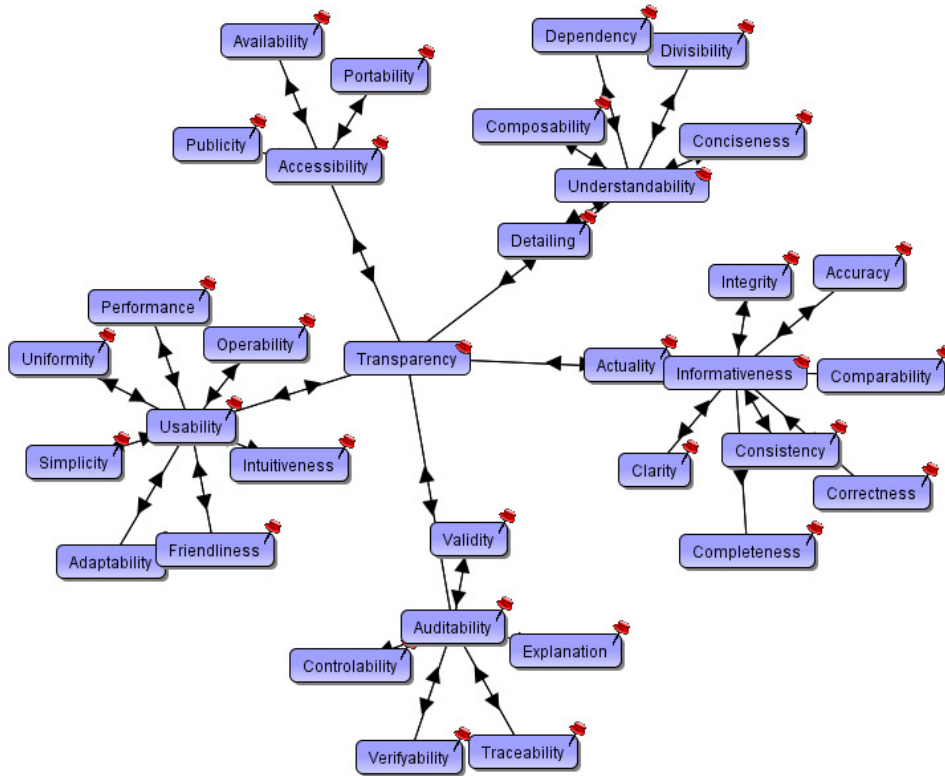 Availability
Dependency
Divisibility
Portability
Composability
Publicity
Conciseness
Accessibility
Understandability
Detailing
Integrity
Accuracy
Performance
Operability
Uniformity
Transparency
Actuality
Informativeness
Comparability
Usability
Simplicity
Intuitiveness
Consistency
Clarity
Correctness
Validity
Friendliness
Adaptability
Completeness
Auditability
Explanation
Controlability
Verifyability
Traceability